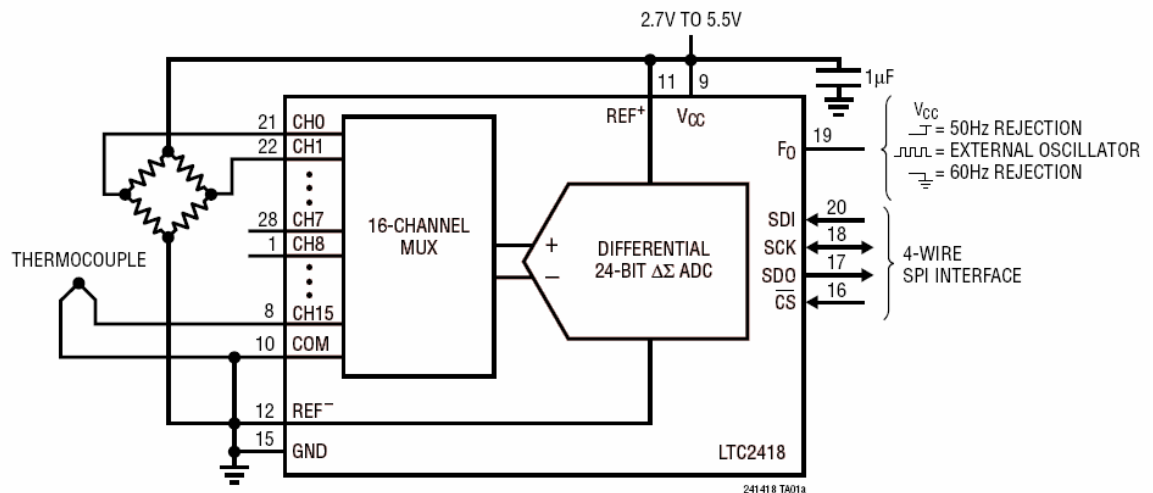 2.7V TO 5.5V
1µF
11
9
REF+
VCC
21
CH0
22
CH1
28
CH7
1
CH8
8
CH15
10
COM
12
REF–
15
GND
THERMOCOUPLE
16-CHANNEL
MUX
+
–
DIFFERENTIAL
24-BIT ΔΣ ADC
FO
19
VCC
= 50Hz REJECTION
= EXTERNAL OSCILLATOR
= 60Hz REJECTION
SDI
20
SCK
18
SDO
17
CS
16
4-WIRE
SPI INTERFACE
LTC2418
241418 TA01a